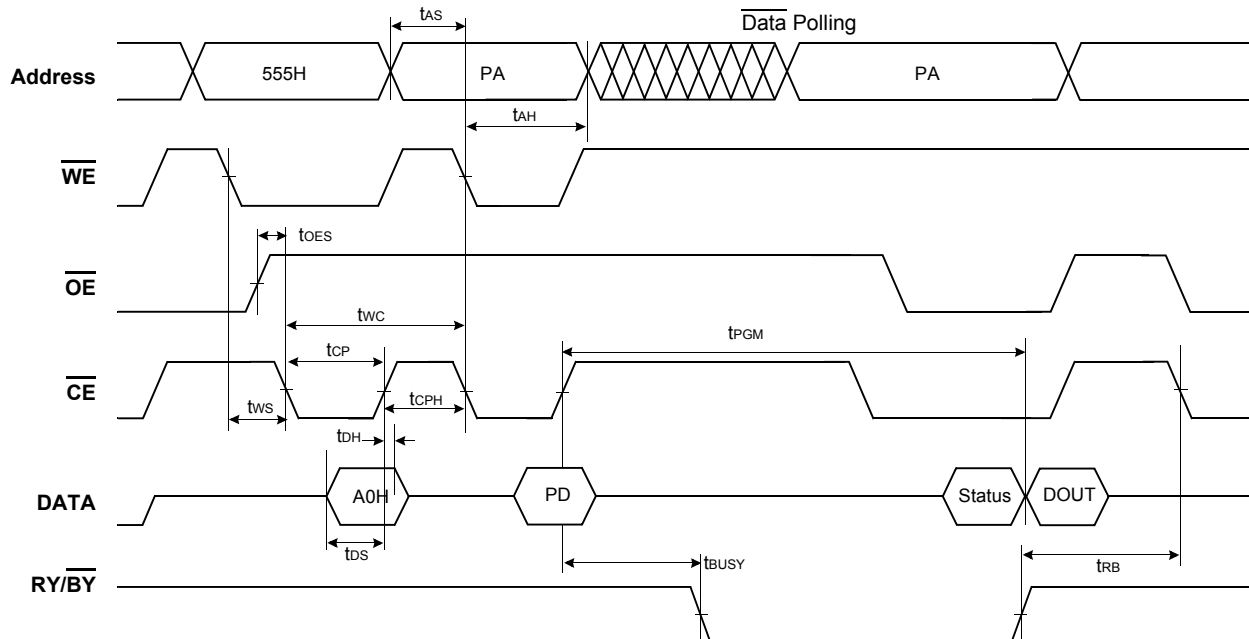 tAS
Data Polling
Address
555H
PA
PA
tAH
WE
tOES
OE
tWC
tPGM
tCP
CE
tCPH
tWS
tDH
DATA
A0H
PD
Status
DOUT
tDS
tBUSY
tRB
RY/BY